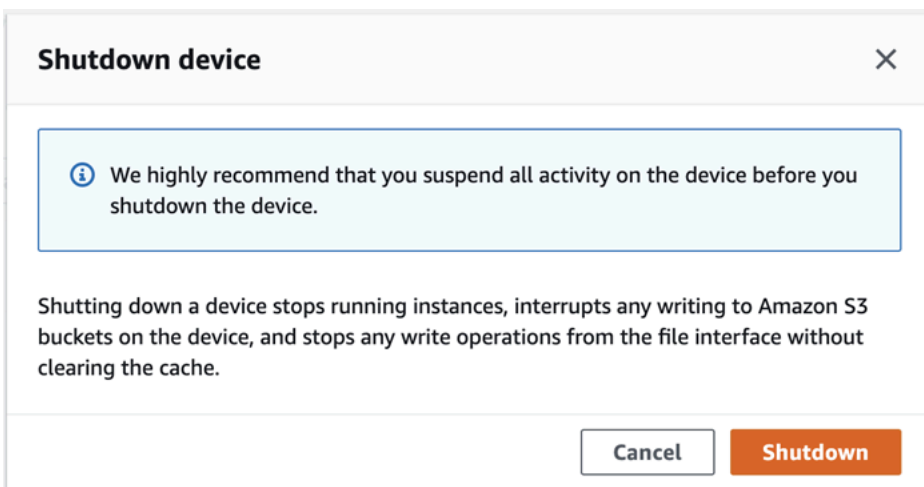 Shutdown device
We highly recommend that you suspend all activity on the device before you
shutdown the device.
Shutting down a device stops running instances, interrupts any writing to Amazon S3
buckets on the device, and stops any write operations from the file interface without
clearing the cache.
Cancel Shutdown